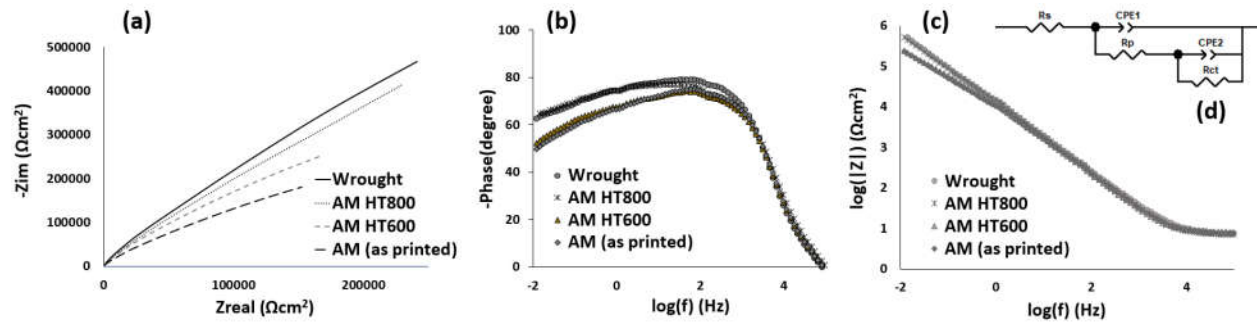 (a)
-Zim (Ωcm²)
500000
400000
300000
200000
100000
0
0
100000
200000
Zreal (Ωcm²)
Wrought
AM HT800
AM HT600
AM (as printed)
(b)
-Phase(degree)
100
80
60
40
20
0
-2
0
2
4
log(f) (Hz)
Wrought
AM HT800
AM HT600
AM (as printed)
(c)
log(|Z|) (Ωcm²)
6
5
4
3
2
1
0
-2
0
2
4
log(f) (Hz)
Wrought
AM HT800
AM HT600
AM (as printed)
Rs
CPE1
Rp
CPE2
Rct
(d)